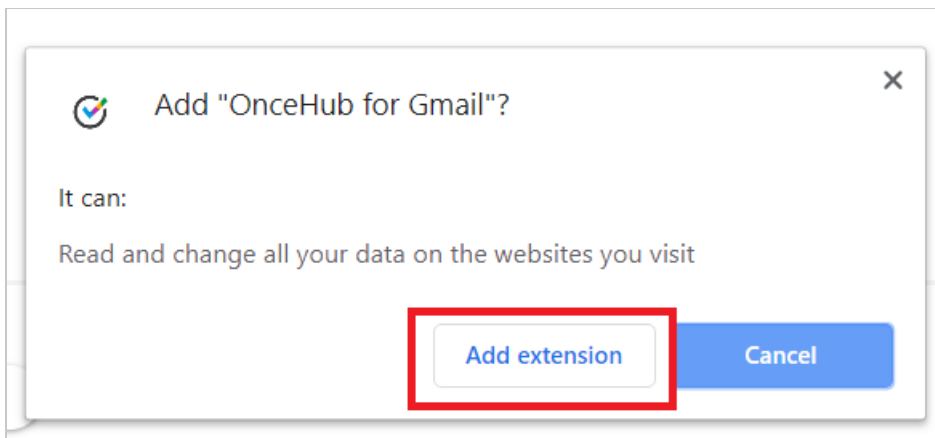 Add "OnceHub for Gmail"?
It can:
Read and change all your data on the websites you visit
Add extension
Cancel